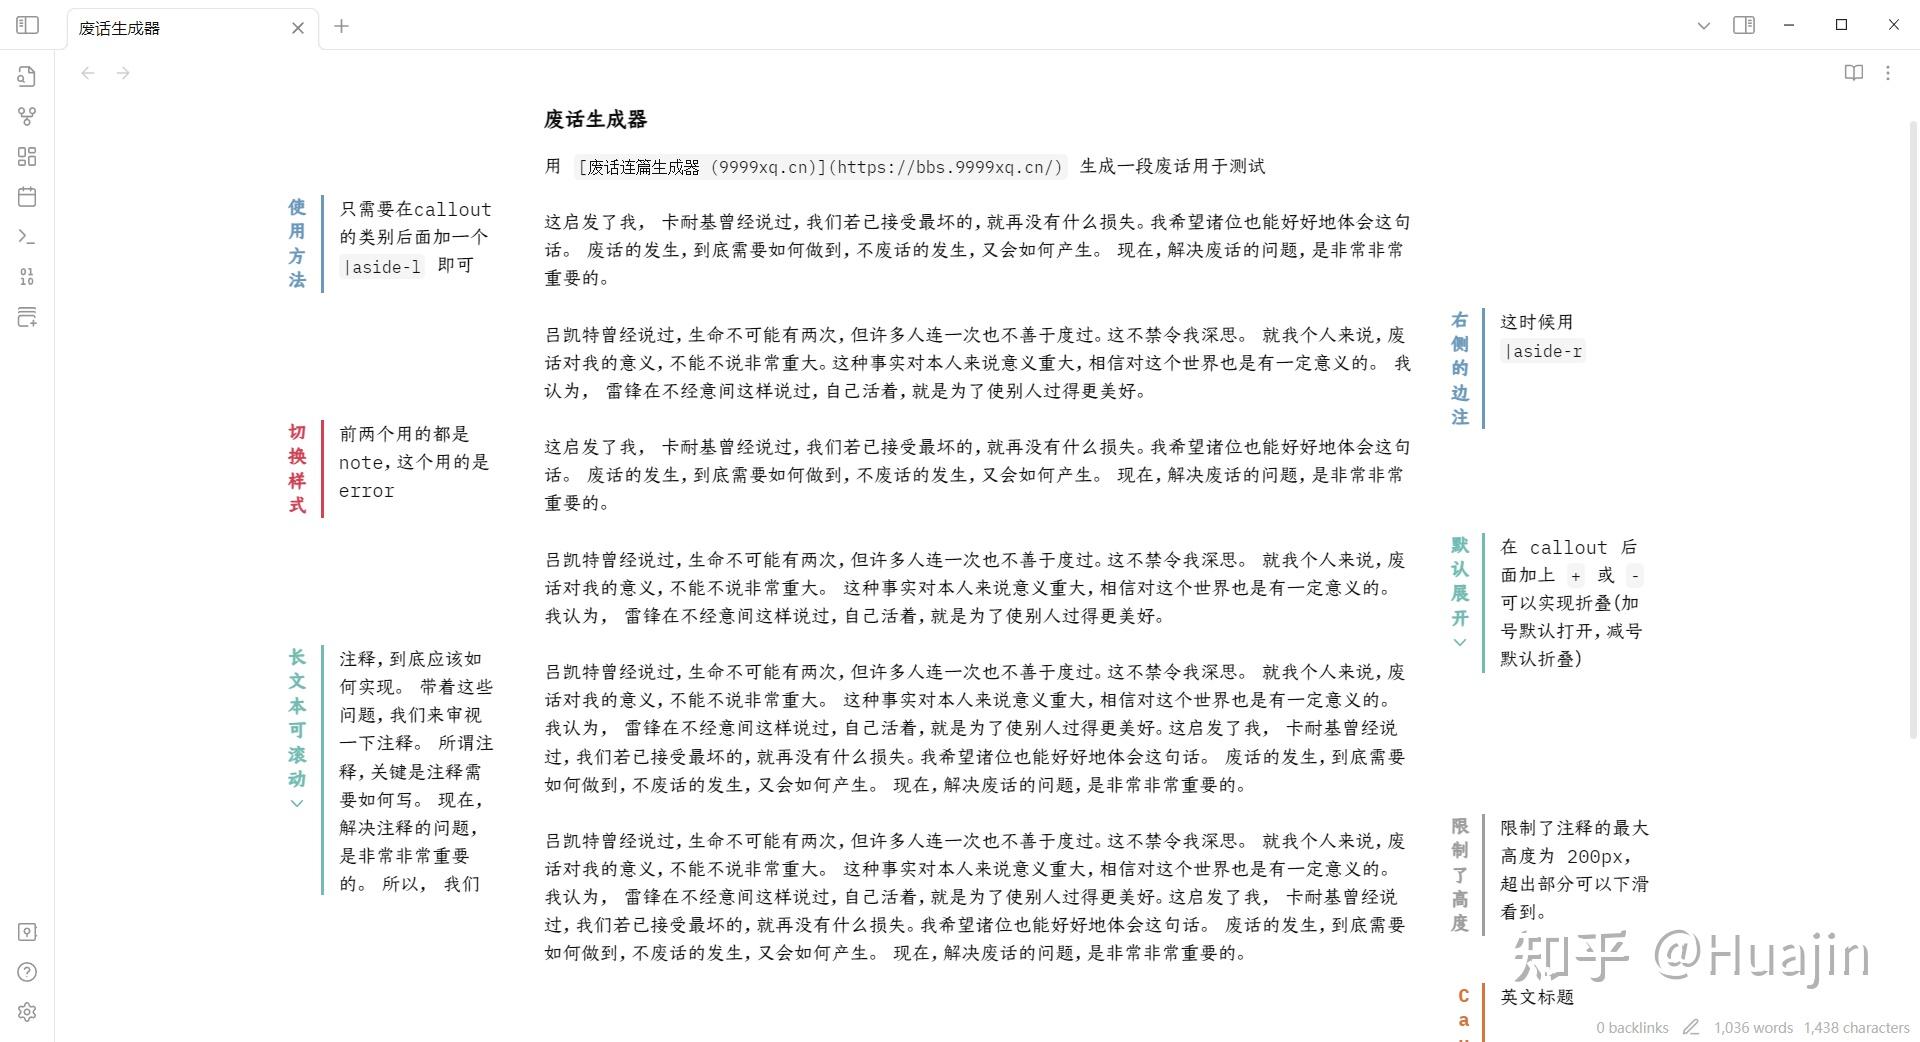 废话生成器
废话生成器
用 [废话连篇生成器 (9999xq.cn)](https://bbs.9999xq.cn/) 生成一段废话用于测试
使用方法
只需要在callout
的类别后面加一个
|aside-l 即可
这启发了我， 卡耐基曾经说过，我们若已接受最坏的，就再没有什么损失。我希望诸位也能好好地体会这句
话。 废话的发生，到底需要如何做到，不废话的发生，又会如何产生。 现在，解决废话的问题，是非常非常
重要的。
吕凯特曾经说过，生命不可能有两次，但许多人连一次也不善于度过。这不禁令我深思。 就我个人来说，废
话对我的意义，不能不说非常重大。这种事实对本人来说意义重大，相信对这个世界也是有一定意义的。 我
认为， 雷锋在不经意间这样说过，自己活着，就是为了使别人过得更美好。
右侧的边注
这时候用
|aside-r
切换样式
前两个用的都是
note，这个用的是
error
这启发了我， 卡耐基曾经说过，我们若已接受最坏的，就再没有什么损失。我希望诸位也能好好地体会这句
话。 废话的发生，到底需要如何做到，不废话的发生，又会如何产生。 现在，解决废话的问题，是非常非常
重要的。
吕凯特曾经说过，生命不可能有两次，但许多人连一次也不善于度过。这不禁令我深思。 就我个人来说，废
话对我的意义，不能不说非常重大。 这种事实对本人来说意义重大，相信对这个世界也是有一定意义的。
我认为， 雷锋在不经意间这样说过，自己活着，就是为了使别人过得更美好。
默认展开
在 callout 后
面加上 + 或 -
可以实现折叠(加
号默认打开，减号
默认折叠)
长文本可滚动
注释，到底应该如
何实现。 带着这些
问题，我们来审视
一下注释。 所谓注
释，关键是注释需
要如何写。 现在，
解决注释的问题，
是非常非常重要
的。 所以， 我们
吕凯特曾经说过，生命不可能有两次，但许多人连一次也不善于度过。这不禁令我深思。 就我个人来说，废
话对我的意义，不能不说非常重大。 这种事实对本人来说意义重大，相信对这个世界也是有一定意义的。
我认为， 雷锋在不经意间这样说过，自己活着，就是为了使别人过得更美好。这启发了我， 卡耐基曾经说
过，我们若已接受最坏的，就再没有什么损失。我希望诸位也能好好地体会这句话。 废话的发生，到底需要
如何做到，不废话的发生，又会如何产生。 现在，解决废话的问题，是非常非常重要的。
吕凯特曾经说过，生命不可能有两次，但许多人连一次也不善于度过。这不禁令我深思。 就我个人来说，废
话对我的意义，不能不说非常重大。 这种事实对本人来说意义重大，相信对这个世界也是有一定意义的。
我认为， 雷锋在不经意间这样说过，自己活着，就是为了使别人过得更美好。这启发了我， 卡耐基曾经说
过，我们若已接受最坏的，就再没有什么损失。我希望诸位也能好好地体会这句话。 废话的发生，到底需要
如何做到，不废话的发生，又会如何产生。 现在，解决废话的问题，是非常非常重要的。
限制了高度
限制了注释的最大
高度为 200px，
超出部分可以下滑
看到。
知乎 @Huajin
Ca
英文标题
0 backlinks 1,036 words 1,438 characters